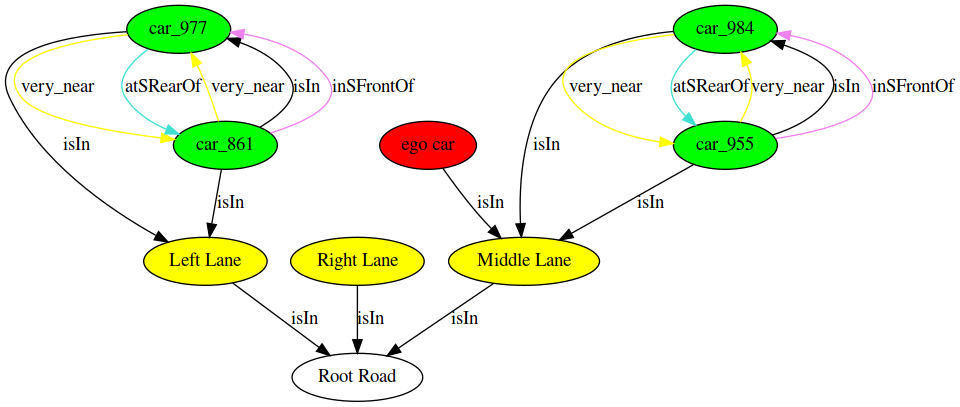 car_977
car_984
very_near
atSRearOf
very_near
isIn
inSFrontOf
very_near
atSRearOf
very_near
isIn
inSFrontOf
isIn
car_861
ego car
isIn
car_955
isIn
isIn
isIn
Left Lane
Right Lane
Middle Lane
isIn
isIn
isIn
Root Road